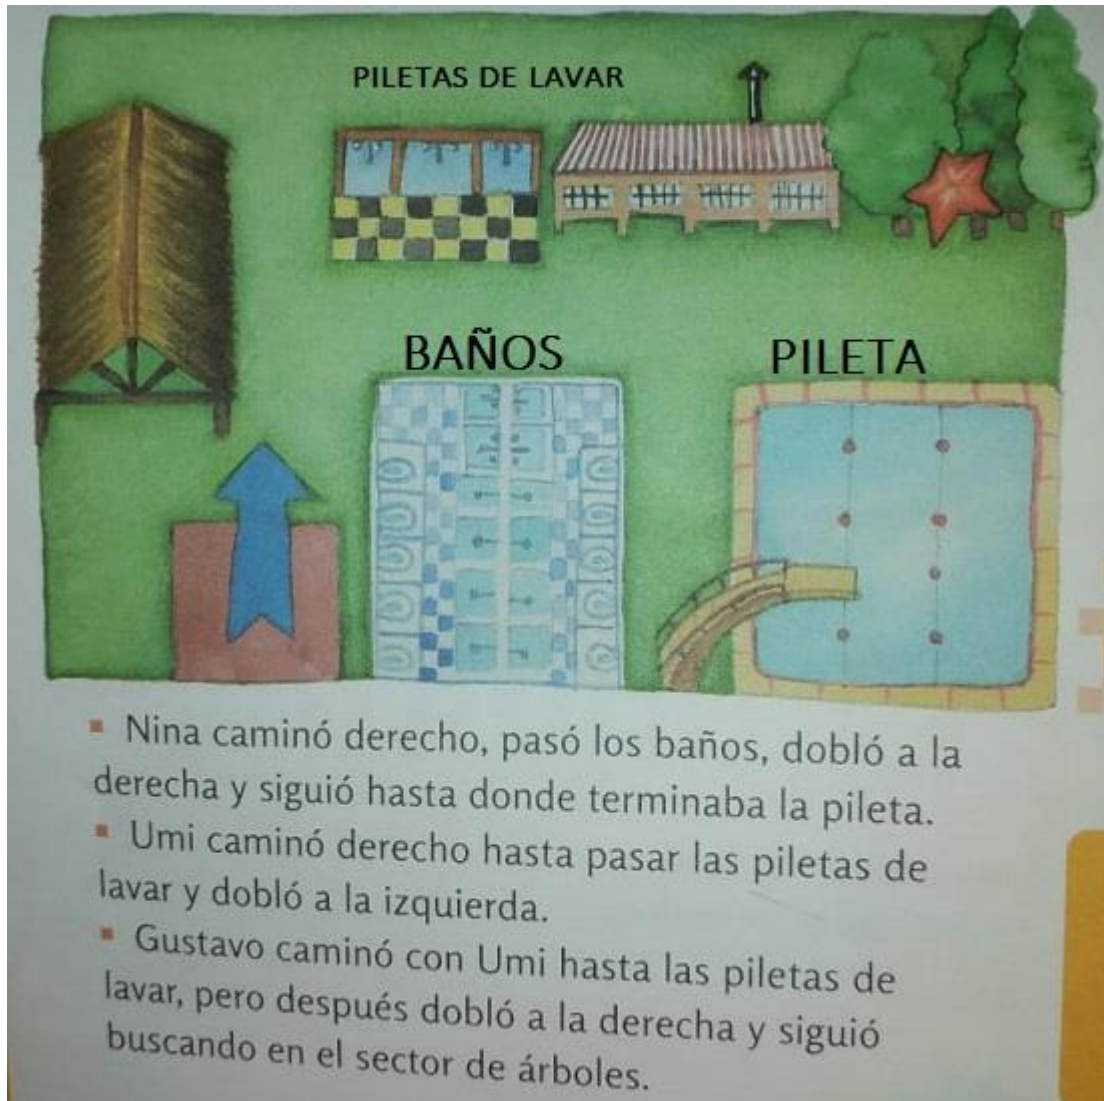 PILETAS DE LAVAR
BAÑOS
PILETA
▪ Nina caminó derecho, pasó los baños, dobló a la
derecha y siguió hasta donde terminaba la pileta.
▪ Umi caminó derecho hasta pasar las piletas de
lavar y dobló a la izquierda.
▪ Gustavo caminó con Umi hasta las piletas de
lavar, pero después dobló a la derecha y siguió
buscando en el sector de árboles.